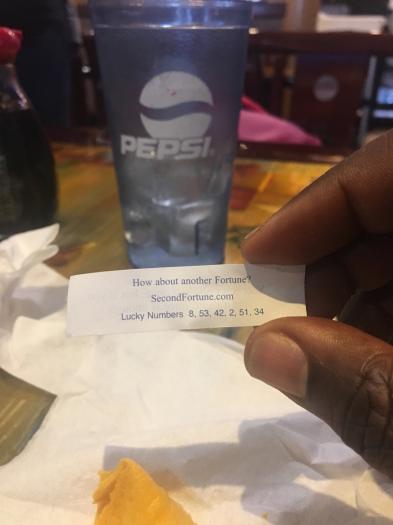 PEPSI
How about another Fortune?
SecondFortune.com
Lucky Numbers 8, 53, 42, 2, 51, 34